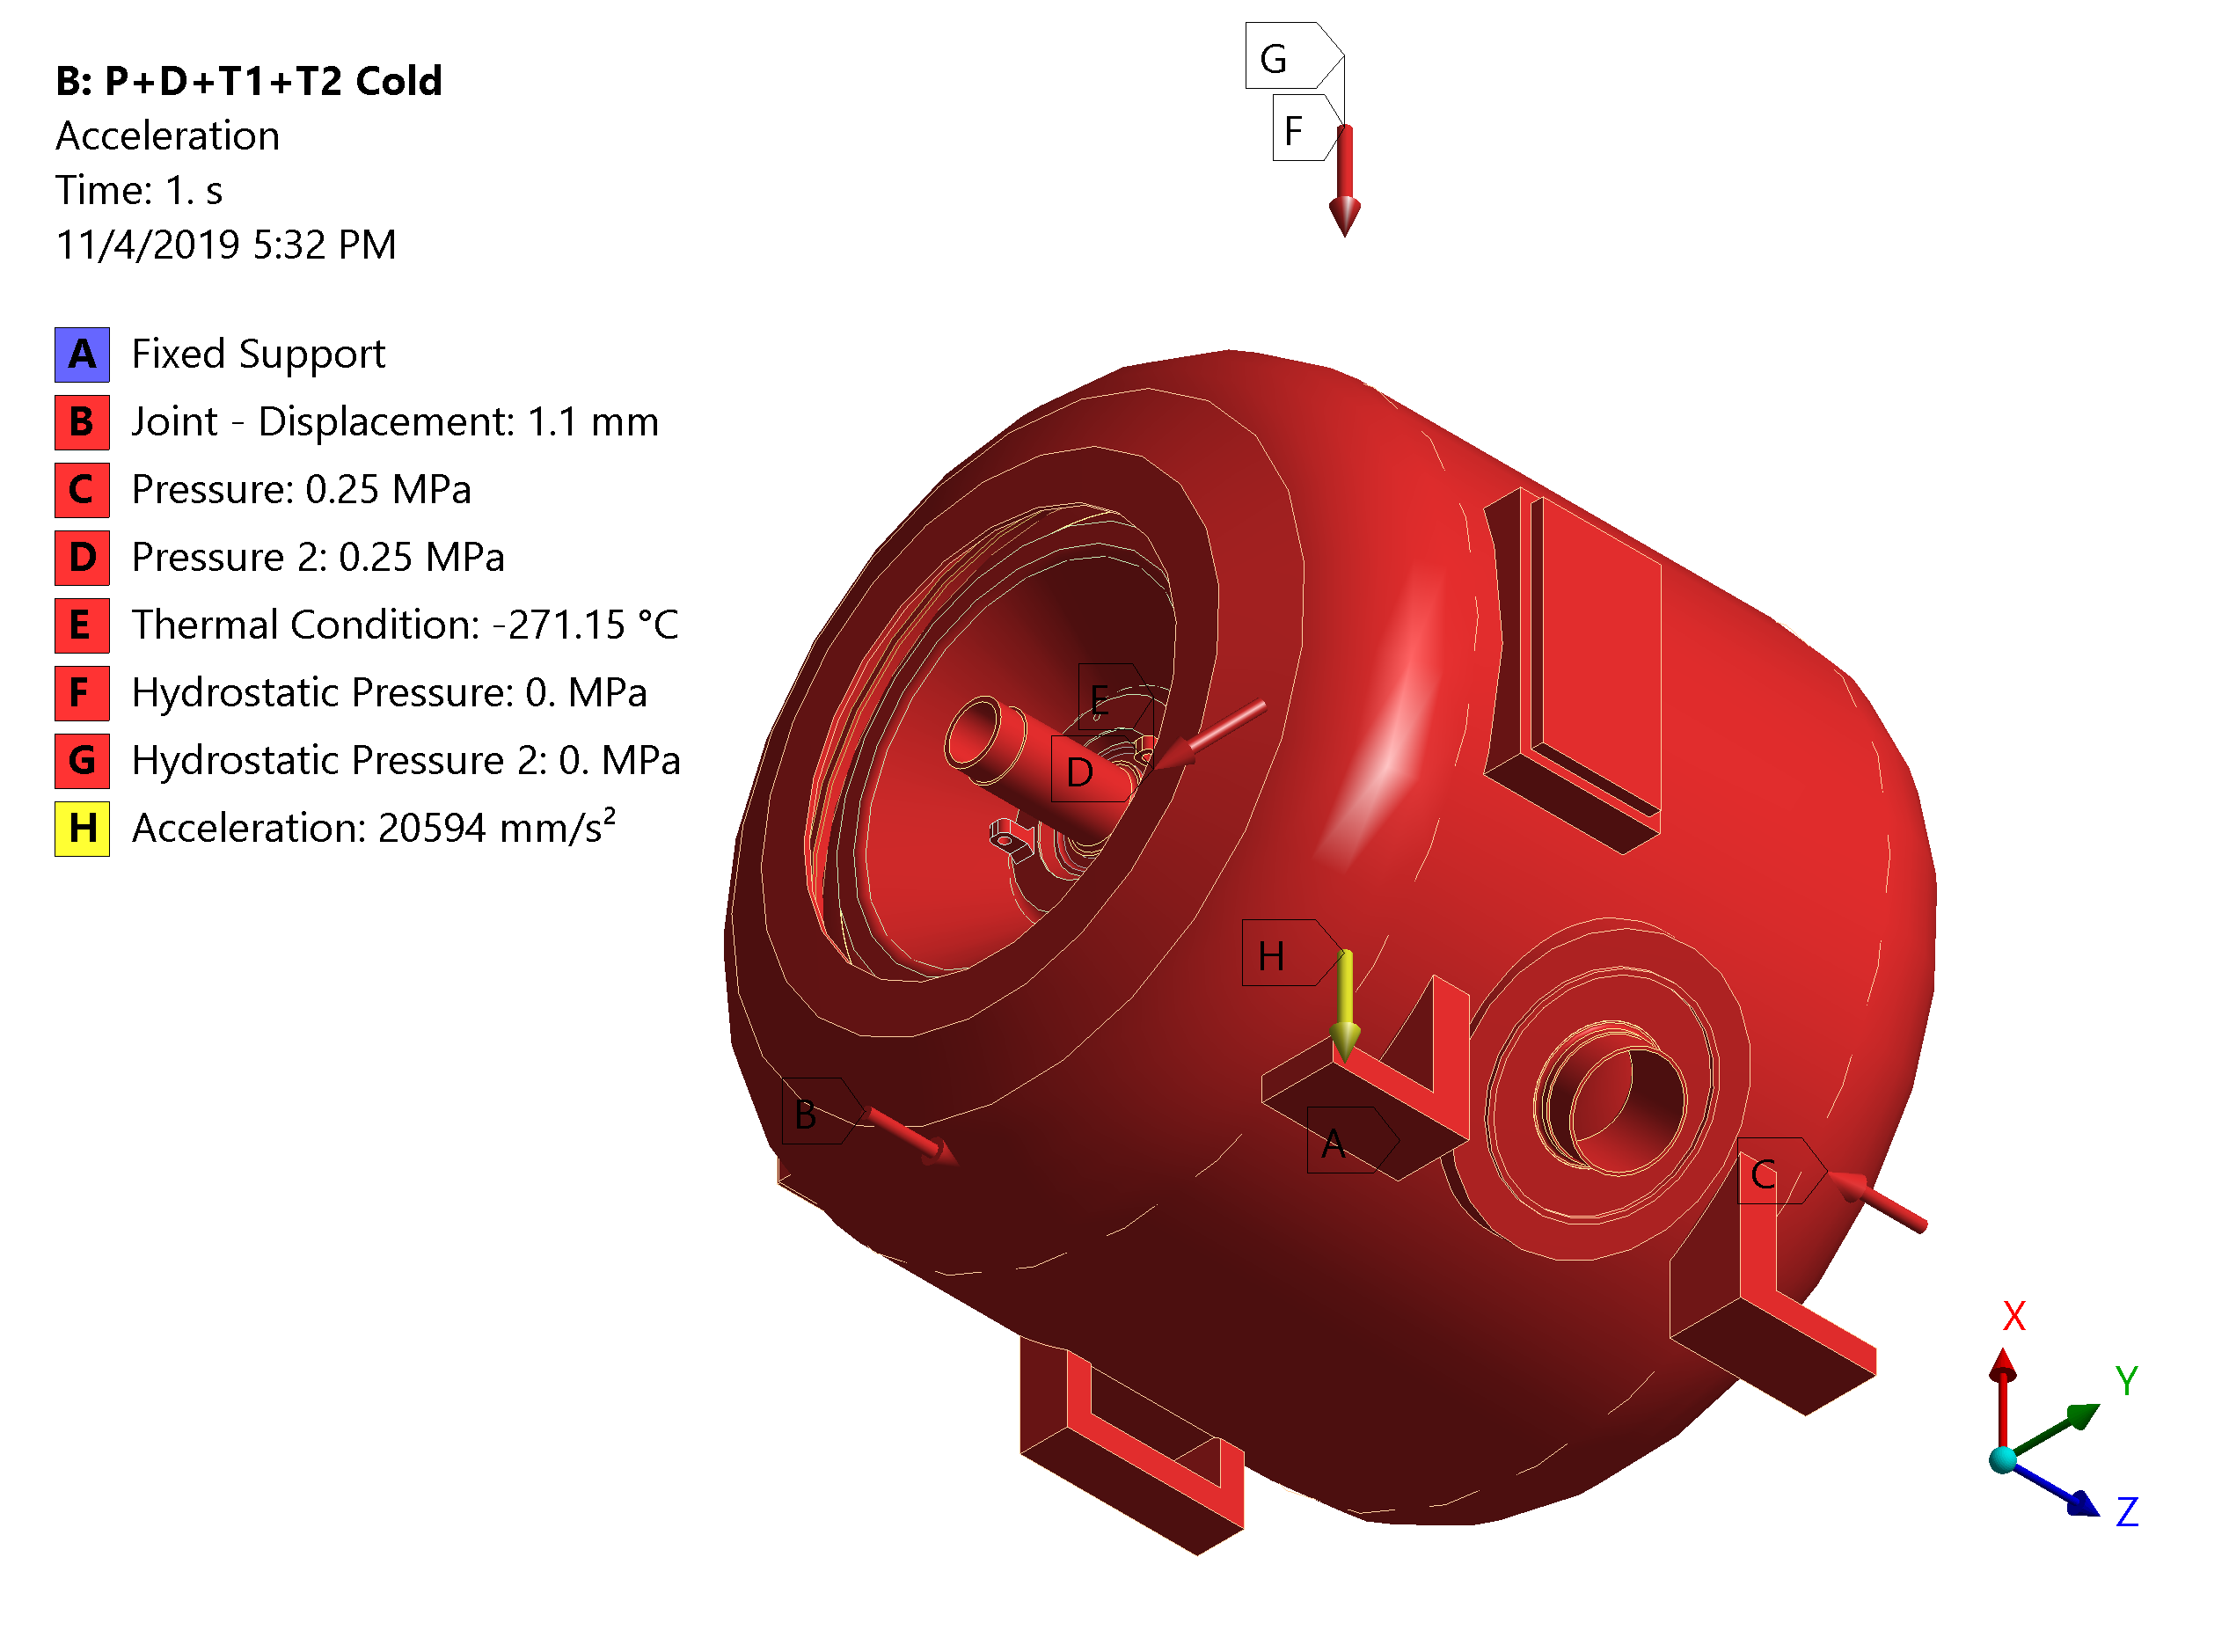 B: P+D+T1+T2 Cold
Acceleration
Time: 1. s
11/4/2019 5:32 PM
A Fixed Support
B Joint - Displacement: 1.1 mm
C Pressure: 0.25 MPa
D Pressure 2: 0.25 MPa
E Thermal Condition: -271.15 °C
F Hydrostatic Pressure: 0. MPa
G Hydrostatic Pressure 2: 0. MPa
H Acceleration: 20594 mm/s²
G
F
E
D
H
B
A
C
X
Y
Z